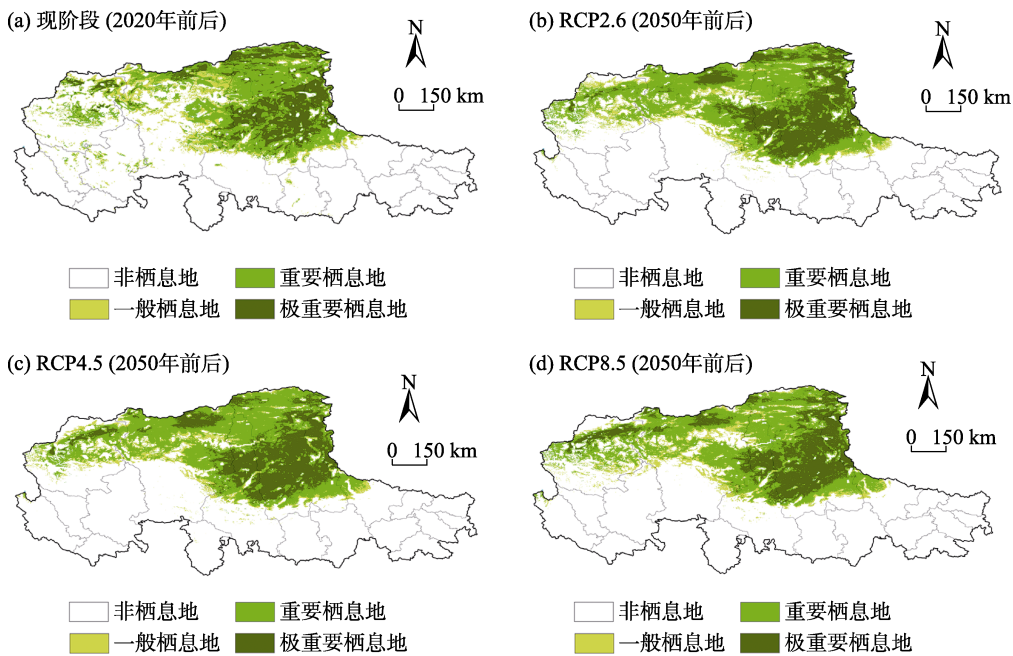 (a) 现阶段 (2020年前后)
N
0 150 km
非栖息地
重要栖息地
一般栖息地
极重要栖息地
(b) RCP2.6 (2050年前后)
N
0 150 km
非栖息地
重要栖息地
一般栖息地
极重要栖息地
(c) RCP4.5 (2050年前后)
N
0 150 km
非栖息地
重要栖息地
一般栖息地
极重要栖息地
(d) RCP8.5 (2050年前后)
N
0 150 km
非栖息地
重要栖息地
一般栖息地
极重要栖息地